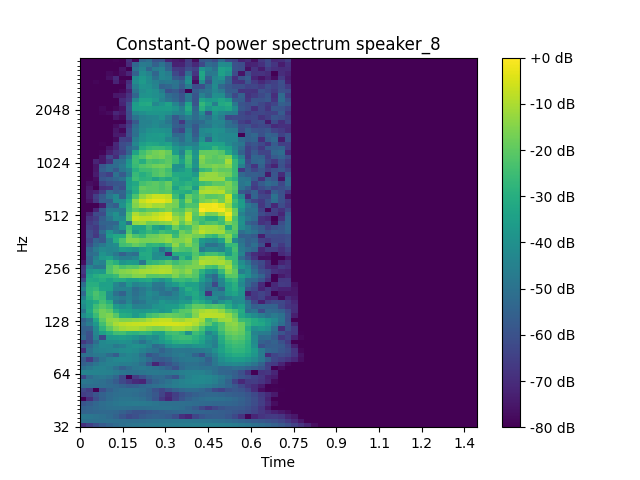 Constant-Q power spectrum speaker_8
Hz
2048
1024
512
256
128
64
32
0 0.15 0.3 0.45 0.6 0.75 0.9 1.1 1.2 1.4
Time
+0 dB
-10 dB
-20 dB
-30 dB
-40 dB
-50 dB
-60 dB
-70 dB
-80 dB